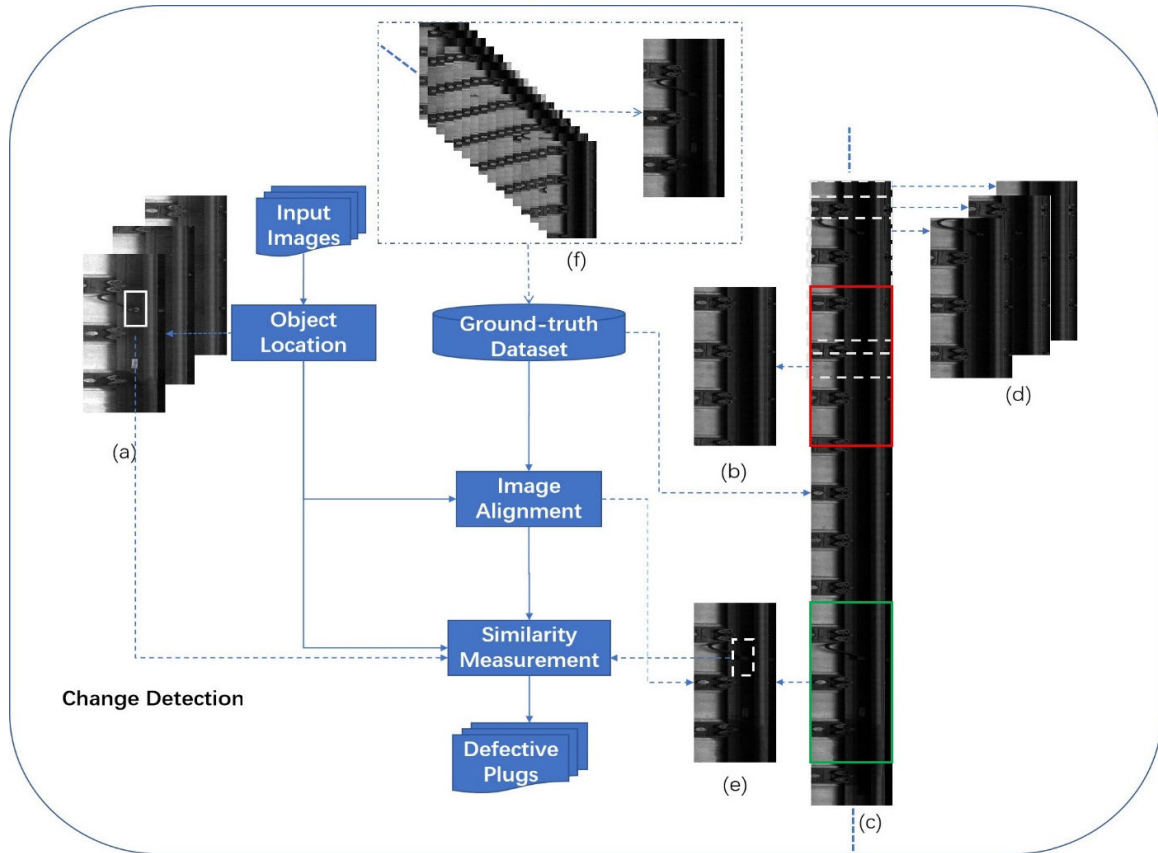 (f)
Input
Images
Object
Location
Ground-truth
Dataset
(d)
(a)
(b)
Image
Alignment
Similarity
Measurement
Change Detection
Defective
Plugs
(e)
(c)